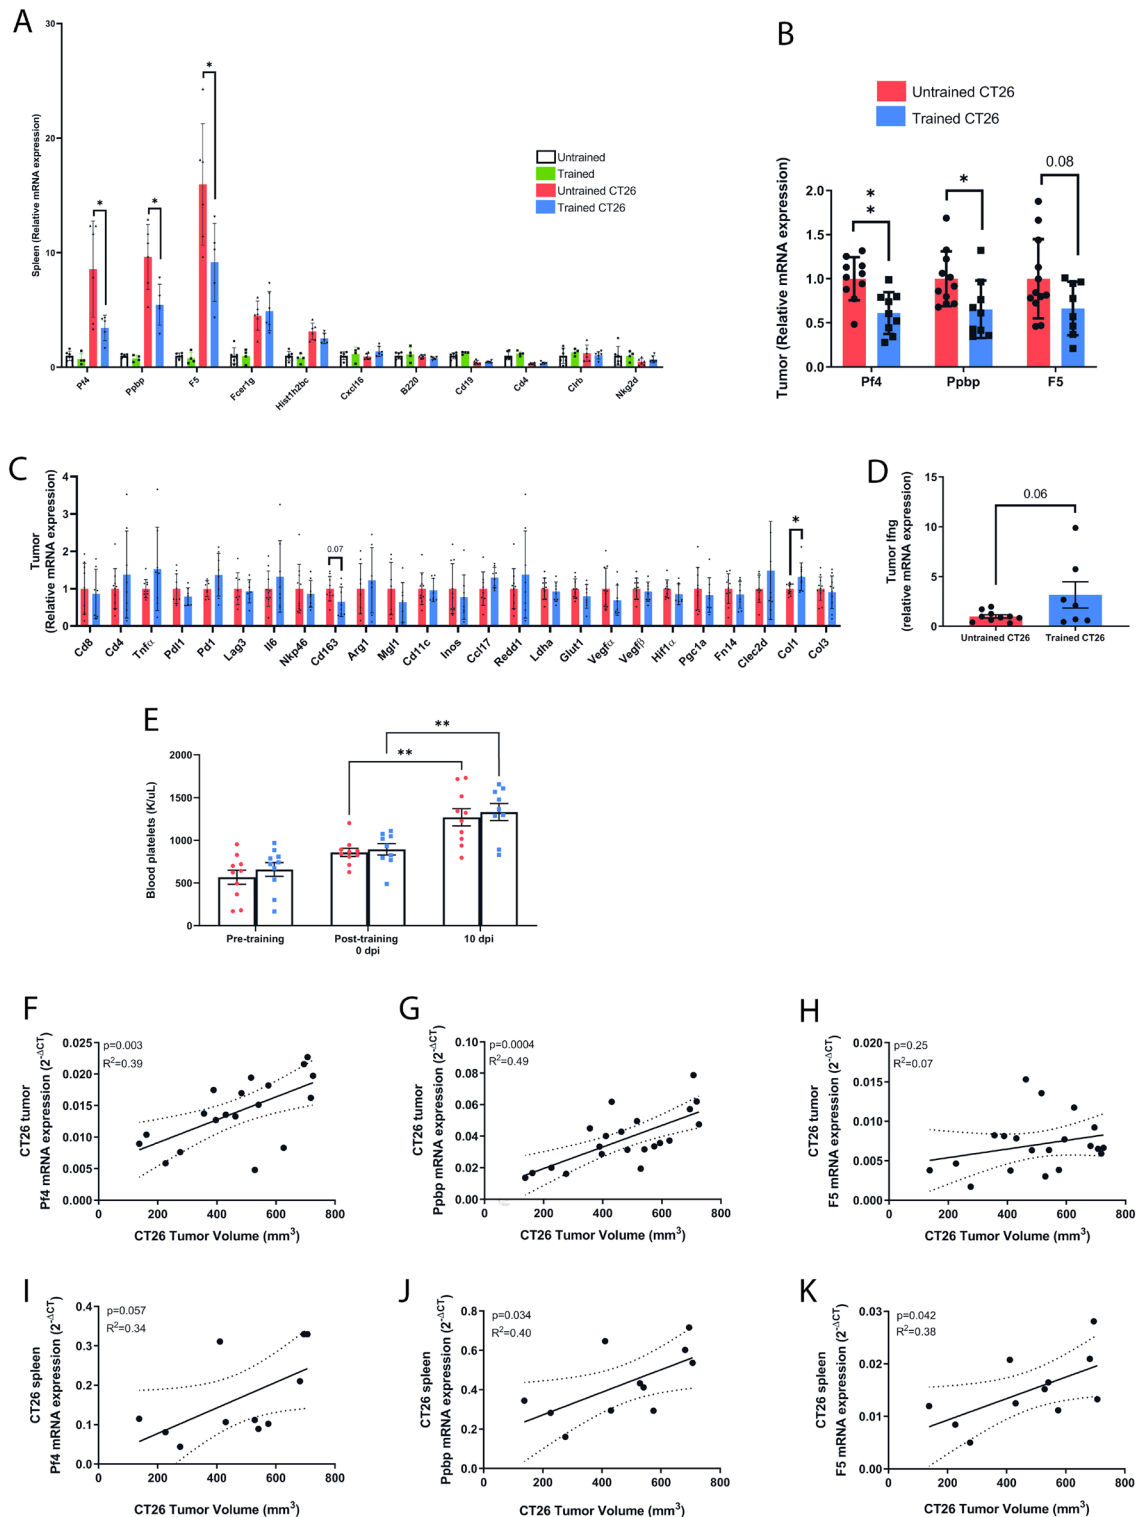 A
30
20
10
0
Spleen (Relative mRNA expression)
*
*
*
Untrained
Trained
Untrained CT26
Trained CT26
Pf4
Ppbp
F5
Fcer1g
Hist1h2bc
Cxcl16
B220
Cd19
Cd4
Clrb
Nkg2d
B
Untrained CT26
Trained CT26
Tumor (Relative mRNA expression)
2.0
1.5
1.0
0.5
0.0
*
*
*
0.08
Pf4
Ppbp
F5
C
Tumor
(Relative mRNA expression)
4
3
2
1
0
0.07
*
Cd8
Cd4
Tnfα
Pdl1
Pd1
Lag3
Il6
Nkp46
Cd163
Arg1
Mgl1
Cd11c
Inos
Ccl17
Redd1
Ldha
Glut1
Vegfα
Vegfβ
Hif1α
Pgc1a
Fn14
Clec2d
Col1
Col3
D
Tumor Ifng
(relative mRNA expression)
15
10
5
0
0.06
Untrained CT26
Trained CT26
E
Blood platelets (K/uL)
2000
1500
1000
500
0
**
**
Pre-training
Post-training
0 dpi
10 dpi
F
CT26 tumor
Pf4 mRNA expression (2^-ΔCT)
p=0.003
R²=0.39
0.025
0.020
0.015
0.010
0.005
0.000
0
200
400
600
800
CT26 Tumor Volume (mm³)
G
CT26 tumor
Ppbp mRNA expression (2^-ΔCT)
p=0.0004
R²=0.49
0.10
0.08
0.06
0.04
0.02
0.00
0
200
400
600
800
CT26 Tumor Volume (mm³)
H
CT26 tumor
F5 mRNA expression (2^-ΔCT)
p=0.25
R²=0.07
0.020
0.015
0.010
0.005
0.000
0
200
400
600
800
CT26 Tumor Volume (mm³)
I
CT26 spleen
Pf4 mRNA expression (2^-ΔCT)
p=0.057
R²=0.34
0.4
0.3
0.2
0.1
0.0
0
200
400
600
800
CT26 Tumor Volume (mm³)
J
CT26 spleen
Ppbp mRNA expression (2^-ΔCT)
p=0.034
R²=0.40
0.8
0.6
0.4
0.2
0.0
0
200
400
600
800
CT26 Tumor Volume (mm³)
K
CT26 spleen
F5 mRNA expression (2^-ΔCT)
p=0.042
R²=0.38
0.03
0.02
0.01
0.00
0
200
400
600
800
CT26 Tumor Volume (mm³)